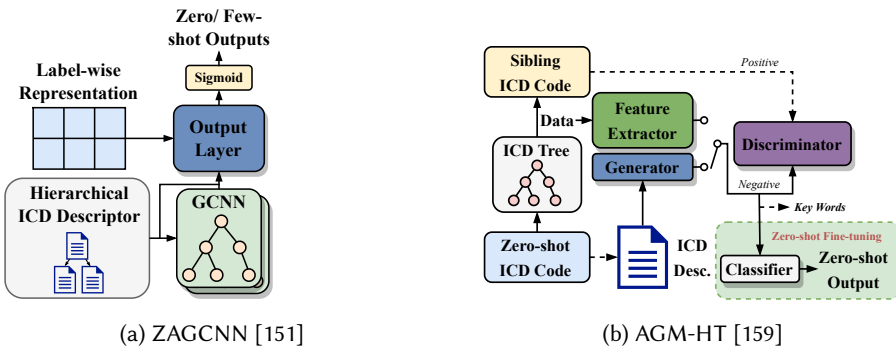 Zero/ Few-
shot Outputs
Sigmoid
Label-wise
Representation
Output
Layer
Hierarchical
ICD Descriptor
GCNN
(a) ZAGCNN [151]
Sibling
ICD Code
Positive
Data
Feature
Extractor
ICD Tree
Generator
Discriminator
Negative
Key Words
Zero-shot
ICD Code
ICD
Desc.
Zero-shot Fine-tuning
Classifier
Zero-shot
Output
(b) AGM-HT [159]